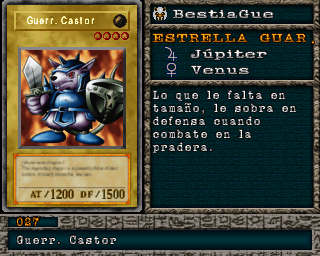 Guerr. Castor
AT/1200 DF/1500
BestiaGue
ESTRELLA GUAR.
♃ Júpiter
♀ Venus
Lo que le falta en
tamaño, le sobra en
defensa cuando
combate en la
pradera.
027
Guerr. Castor